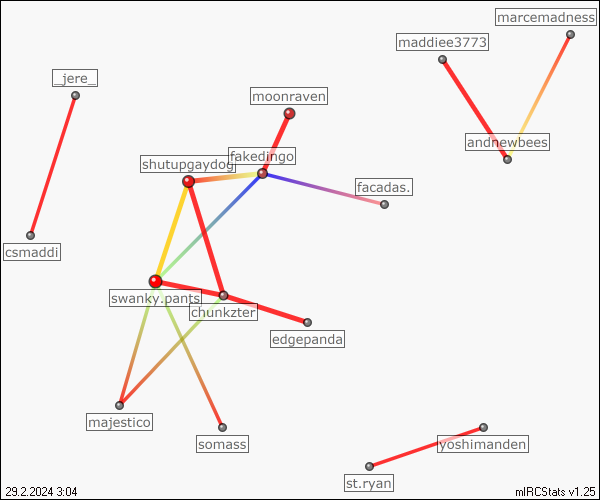 marcemadness
maddiee3773
_jere_
moonraven
andnewbees
fakedingo
shutupgaydog
facadas.
csmaddi
swanky.pants
chunkzter
edgepanda
majestico
somass
yoshimanden
st.ryan
29.2.2024 3:04
mIRCStats v1.25